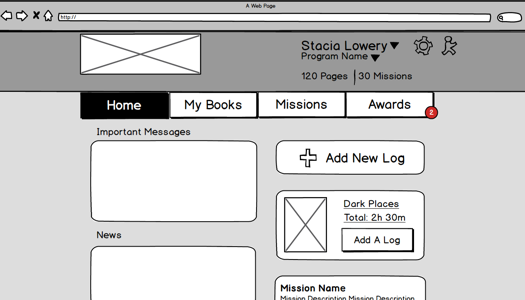 A Web Page
http://
Stacia Lowery
Program Name
120 Pages | 30 Missions
Home
My Books
Missions
Awards
2
Important Messages
Add New Log
Dark Places
Total: 2h 30m
Add A Log
News
Mission Name
Mission Description Mission Description